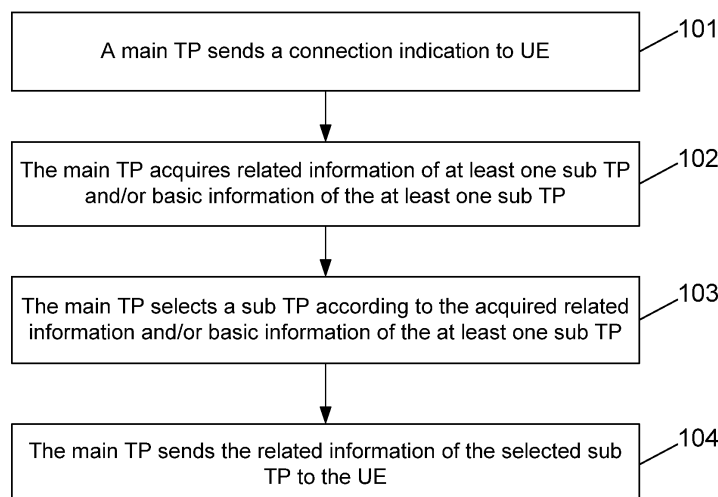 A main TP sends a connection indication to UE
101
The main TP acquires related information of at least one sub TP
and/or basic information of the at least one sub TP
102
The main TP selects a sub TP according to the acquired related
information and/or basic information of the at least one sub TP
103
The main TP sends the related information of the selected sub
TP to the UE
104